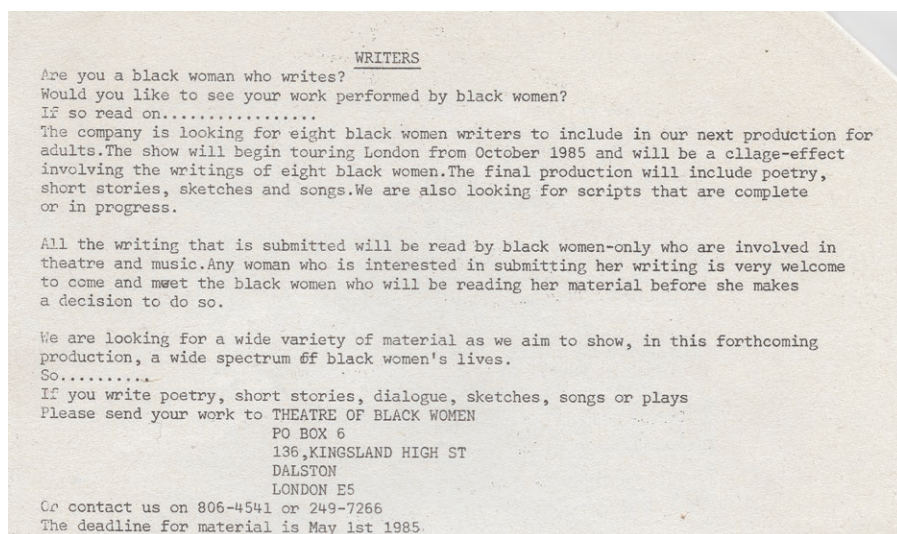 WRITERS
Are you a black woman who writes?
Would you like to see your work performed by black women?
If so read on.................
The company is looking for eight black women writers to include in our next production for
adults.The show will begin touring London from October 1985 and will be a cllage-effect
involving the writings of eight black women.The final production will include poetry,
short stories, sketches and songs.We are also looking for scripts that are complete
or in progress.
All the writing that is submitted will be read by black women-only who are involved in
theatre and music.Any woman who is interested in submitting her writing is very welcome
to come and meet the black women who will be reading her material before she makes
a decision to do so.
We are looking for a wide variety of material as we aim to show, in this forthcoming
production, a wide spectrum of black women's lives.
So..........
If you write poetry, short stories, dialogue, sketches, songs or plays
Please send your work to THEATRE OF BLACK WOMEN
PO BOX 6
136,KINGSLAND HIGH ST
DALSTON
LONDON E5
Or contact us on 806-4541 or 249-7266
The deadline for material is May 1st 1985